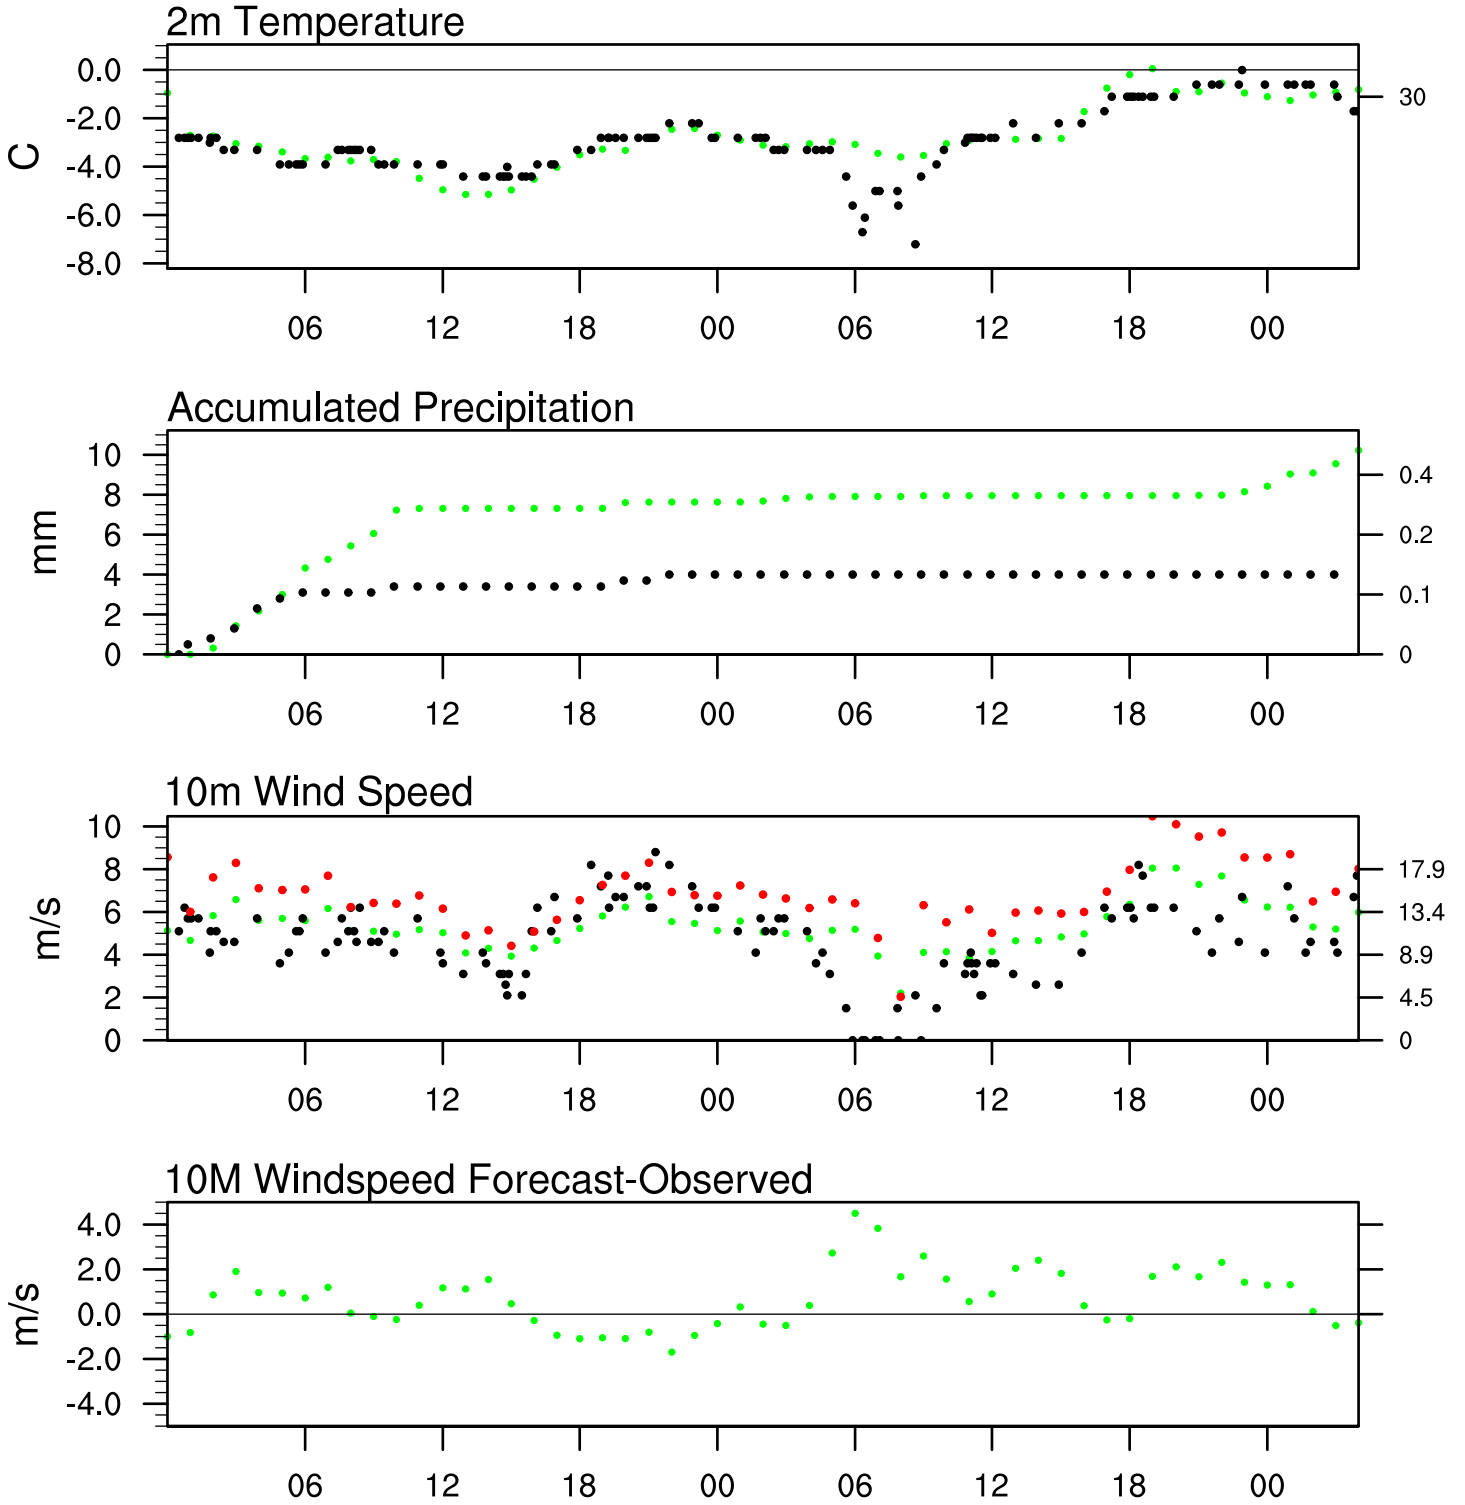 2m Temperature
0.0
-2.0
-4.0
-6.0
-8.0
C
30
06 12 18 00 06 12 18 00
Accumulated Precipitation
10
8
6
4
2
0
mm
0.4
0.2
0.1
0
06 12 18 00 06 12 18 00
10m Wind Speed
10
8
6
4
2
0
m/s
17.9
13.4
8.9
4.5
0
06 12 18 00 06 12 18 00
10M Windspeed Forecast-Observed
4.0
2.0
0.0
-2.0
-4.0
m/s
06 12 18 00 06 12 18 00